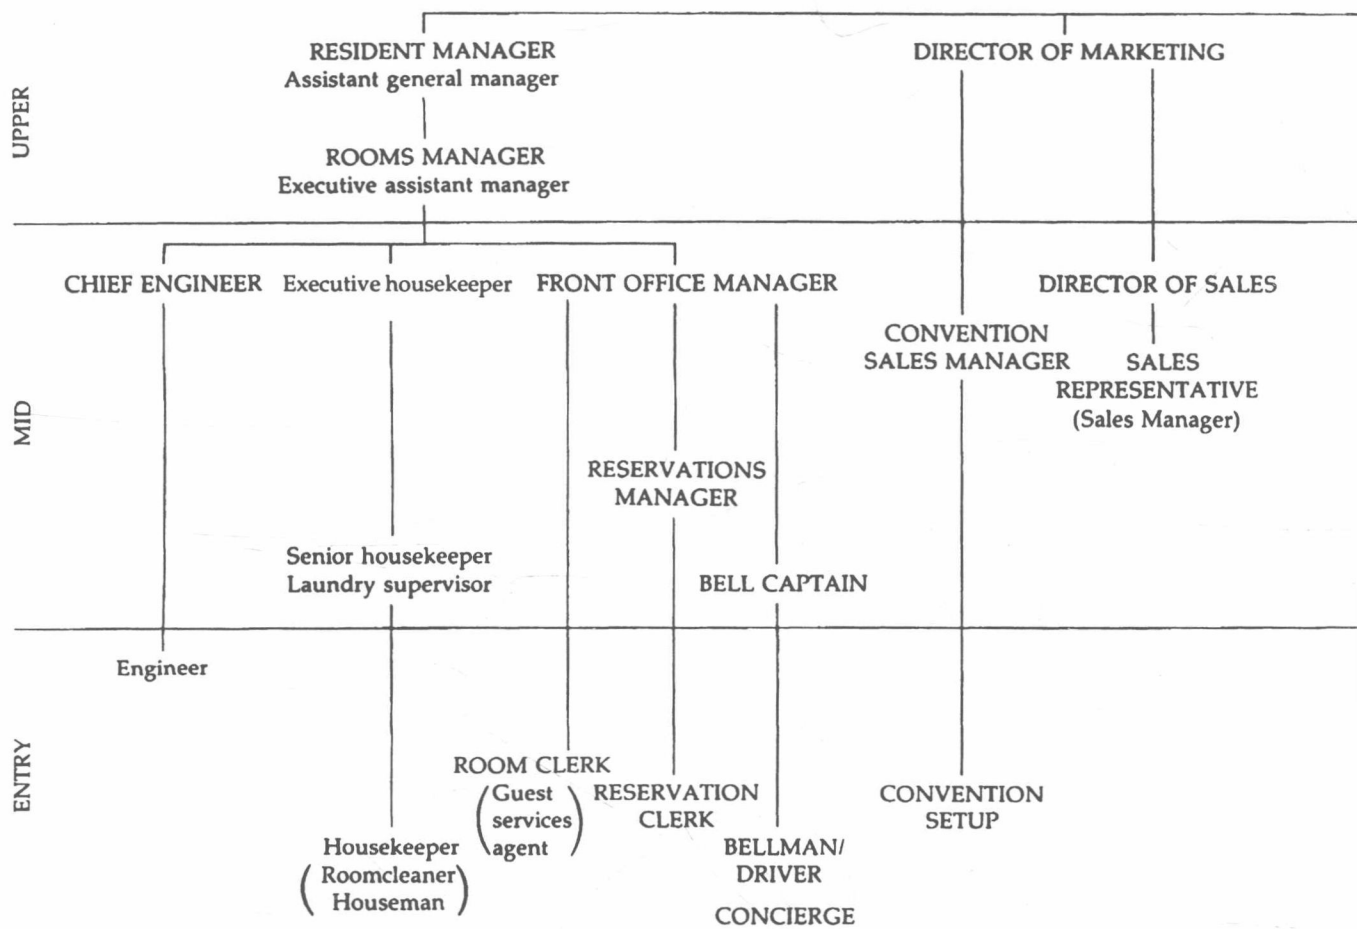 UPPER
RESIDENT MANAGER
Assistant general manager
DIRECTOR OF MARKETING
ROOMS MANAGER
Executive assistant manager
MID
CHIEF ENGINEER
Executive housekeeper
FRONT OFFICE MANAGER
DIRECTOR OF SALES
CONVENTION
SALES MANAGER
SALES
REPRESENTATIVE
(Sales Manager)
RESERVATIONS
MANAGER
Senior housekeeper
Laundry supervisor
BELL CAPTAIN
ENTRY
Engineer
ROOM CLERK
(Guest
services
agent)
RESERVATION
CLERK
CONVENTION
SETUP
Housekeeper
(Roomcleaner
Houseman)
BELLMAN/
DRIVER
CONCIERGE